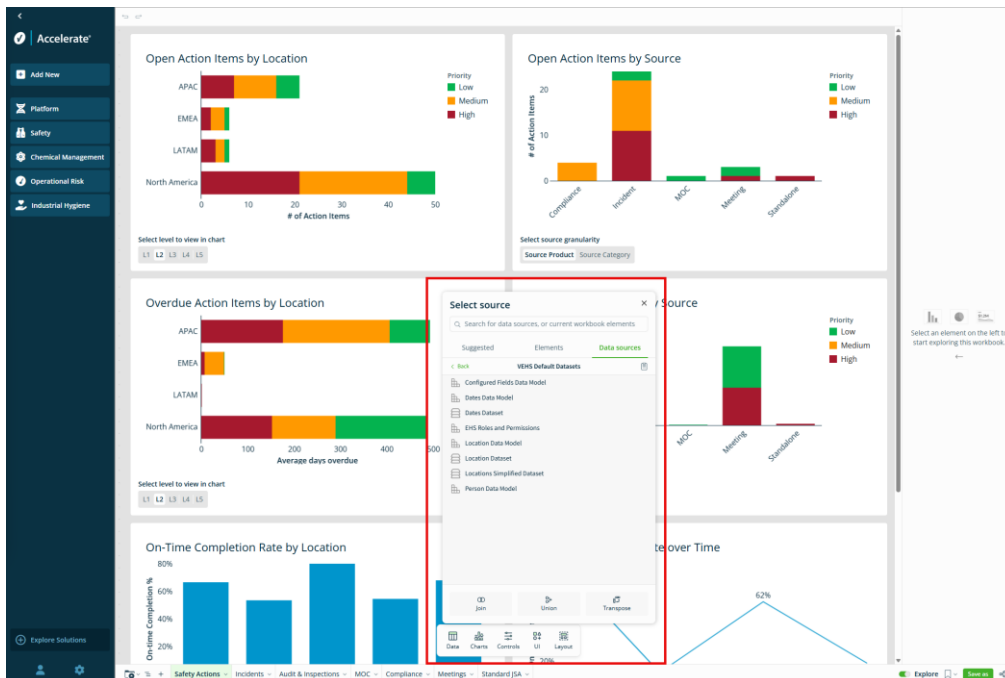 Accelerate
Add New
Platform
Safety
Chemical Management
Operational Risk
Industrial Hygiene
Explore Solutions
Open Action Items by Location
APAC
EMEA
LATAM
North America
0 10 20 30 40 50
# of Action Items
Priority
Low
Medium
High
Select level to view in chart
L1 L2 L3 L4 L5
Open Action Items by Source
# of Action Items
20
10
0
Compliance
Incident
MOC
Meeting
Standalone
Priority
Low
Medium
High
Select source granularity
Source Product Source Category
Overdue Action Items by Location
APAC
EMEA
LATAM
North America
0 100 200 300 400 500
Average days overdue
Select level to view in chart
L1 L2 L3 L4 L5
y Source
Priority
Low
Medium
High
MOC
Meeting
Standalone
Select source
Search for data sources, or current workbook elements
Suggested Elements Data sources
Back VEHS Default Datasets
Configured Fields Data Model
Dates Data Model
Dates Dataset
EHS Roles and Permissions
Location Data Model
Location Dataset
Locations Simplified Dataset
Person Data Model
Join Union Transpose
Data Charts Controls UI Layout
On-Time Completion Rate by Location
On-time Completion %
80%
60%
40%
20%
te over Time
62%
20%
Select an element on the left to
start exploring this workbook.
Safety Actions Incidents Audit & Inspections MOC Compliance Meetings Standard JSA
Explore Save as